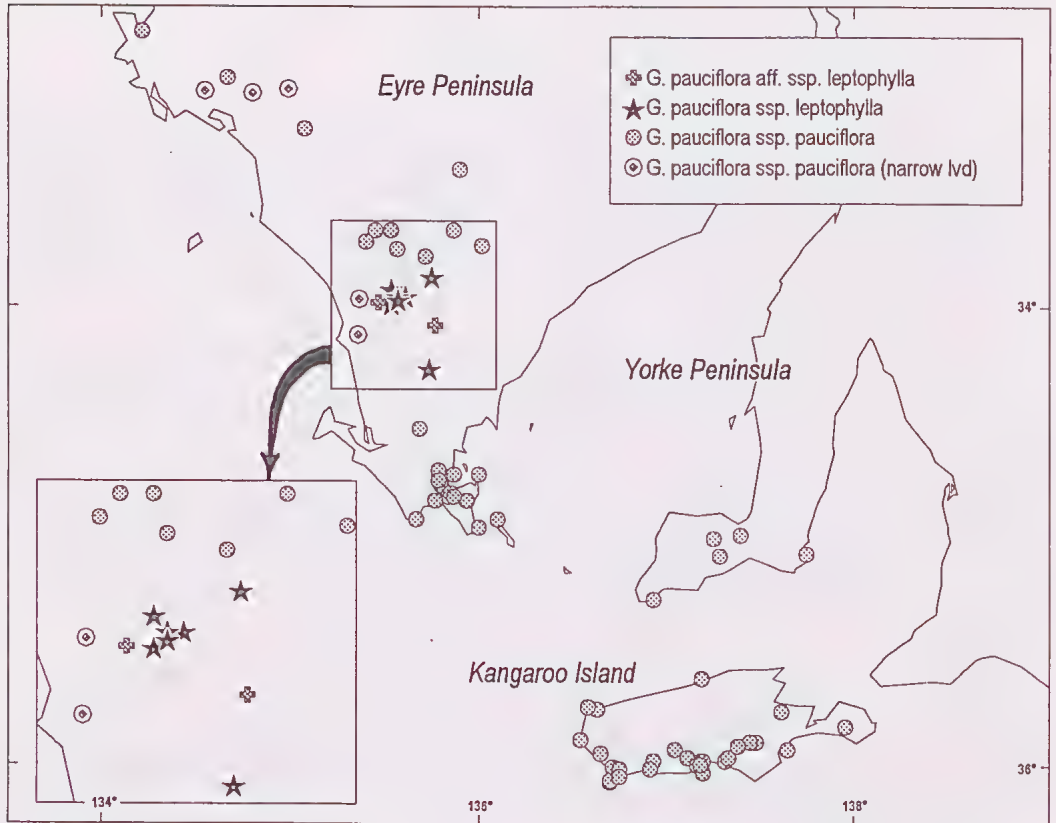 Eyre Peninsula
G. pauciflora aff. ssp. leptophylla
G. pauciflora ssp. leptophylla
G. pauciflora ssp. pauciflora
G. pauciflora ssp. pauciflora (narrow lvd)
34°
Yorke Peninsula
Kangaroo Island
36°
134°
136°
138°